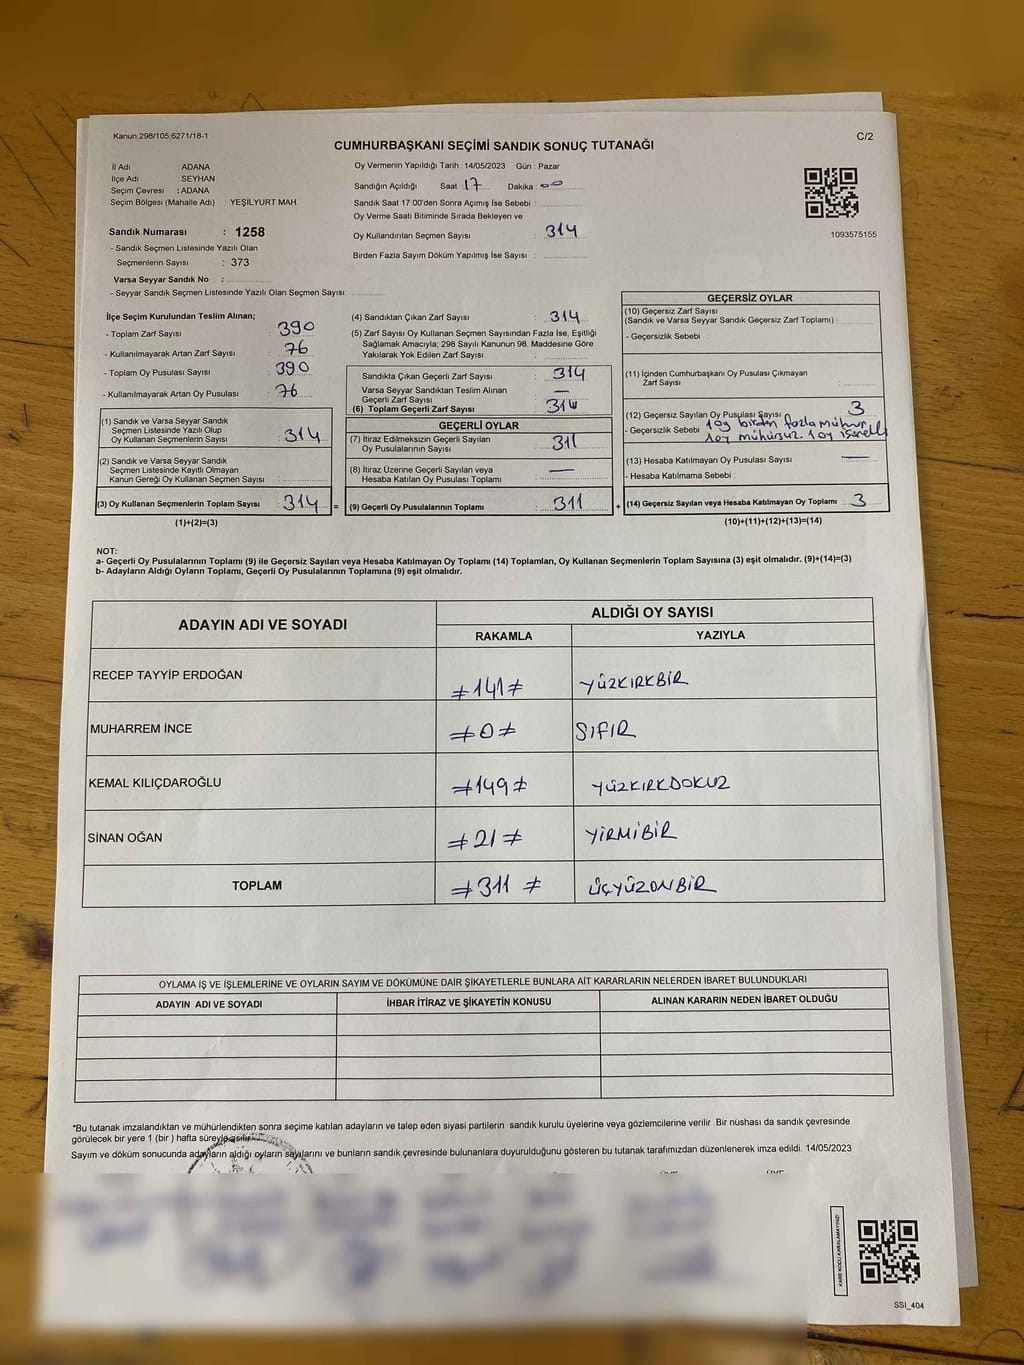 Kanun;298/105;6271/18-1
C/2
CUMHURBAŞKANI SEÇİMİ SANDIK SONUÇ TUTANAĞI
İl Adı : ADANA
İlçe Adı : SEYHAN
Seçim Çevresi : ADANA
Seçim Bölgesi (Mahalle Adı) : YEŞİLYURT MAH.
Sandık Numarası : 1258
- Sandık Seçmen Listesinde Yazılı Olan
Seçmenlerin Sayısı : 373
Varsa Seyyar Sandık No :
- Seyyar Sandık Seçmen Listesinde Yazılı Olan Seçmen Sayısı:
Oy Vermenin Yapıldığı Tarih : 14/05/2023 Gün : Pazar
Sandığın Açıldığı Saat 17 Dakika : 00
Sandık Saat 17:00'den Sonra Açımış İse Sebebi :
Oy Verme Saati Bitiminde Sırada Bekleyen ve
Oy Kullandırılan Seçmen Sayısı : 314
Birden Fazla Sayım Döküm Yapılmış İse Sayısı :
1093575155
İlçe Seçim Kurulundan Teslim Alınan;
- Toplam Zarf Sayısı : 390
- Kullanılmayarak Artan Zarf Sayısı : 76
- Toplam Oy Pusulası Sayısı : 390
- Kullanılmayarak Artan Oy Pusulası : 76
(1) Sandık ve Varsa Seyyar Sandık
Seçmen Listesinde Yazılı Olup
Oy Kullanan Seçmenlerin Sayısı : 314
(2) Sandık ve Varsa Seyyar Sandık
Seçmen Listesinde Kayıtlı Olmayan
Kanun Gereği Oy Kullanan Seçmen Sayısı :
(3) Oy Kullanan Seçmenlerin Toplam Sayısı : 314
(1)+(2)=(3)
(4) Sandıktan Çıkan Zarf Sayısı : 314
(5) Zarf Sayısı Oy Kullanan Seçmen Sayısından Fazla İse, Eşitliği
Sağlamak Amacıyla; 298 Sayılı Kanunun 98. Maddesine Göre
Yakılarak Yok Edilen Zarf Sayısı :
Sandıkta Çıkan Geçerli Zarf Sayısı : 314
Varsa Seyyar Sandıktan Teslim Alınan
Geçerli Zarf Sayısı : —
(6) Toplam Geçerli Zarf Sayısı : 314
GEÇERLİ OYLAR
(7) İtiraz Edilmeksizin Geçerli Sayılan
Oy Pusulalarının Sayısı : 311
(8) İtiraz Üzerine Geçerli Sayılan veya
Hesaba Katılan Oy Pusulası Toplamı : —
= (9) Geçerli Oy Pusulalarının Toplamı : 311 +
GEÇERSİZ OYLAR
(10) Geçersiz Zarf Sayısı
(Sandık ve Varsa Seyyar Sandık Geçersiz Zarf Toplamı) :
- Geçersizlik Sebebi :
(11) İçinden Cumhurbaşkanı Oy Pusulası Çıkmayan
Zarf Sayısı :
(12) Geçersiz Sayılan Oy Pusulası Sayısı : 3
- Geçersizlik Sebebi : 1oy birden fazla mühür,
1oy mühürsüz. 1oy işaretli
(13) Hesaba Katılmayan Oy Pusulası Sayısı : —
- Hesaba Katılmama Sebebi :
(14) Geçersiz Sayılan veya Hesaba Katılmayan Oy Toplamı : 3
(10)+(11)+(12)+(13)=(14)
NOT:
a- Geçerli Oy Pusulalarının Toplamı (9) ile Geçersiz Sayılan veya Hesaba Katılmayan Oy Toplamı (14) Toplamları, Oy Kullanan Seçmenlerin Toplam Sayısına (3) eşit olmalıdır. (9)+(14)=(3)
b- Adayların Aldığı Oyların Toplamı, Geçerli Oy Pusulalarının Toplamına (9) eşit olmalıdır.
ADAYIN ADI VE SOYADI
ALDIĞI OY SAYISI
RAKAMLA YAZIYLA
RECEP TAYYİP ERDOĞAN ≠141≠ YÜZKIRKBİR
MUHARREM İNCE ≠0≠ SIFIR
KEMAL KILIÇDAROĞLU ≠149≠ YÜZKIRKDOKUZ
SİNAN OĞAN ≠21≠ YİRMİBİR
TOPLAM ≠311≠ ÜÇYÜZONBİR
OYLAMA İŞ VE İŞLEMLERİNE VE OYLARIN SAYIM VE DÖKÜMÜNE DAİR ŞİKAYETLERLE BUNLARA AİT KARARLARIN NELERDEN İBARET BULUNDUKLARI
ADAYIN ADI VE SOYADI İHBAR İTİRAZ VE ŞİKAYETİN KONUSU ALINAN KARARIN NEDEN İBARET OLDUĞU
*Bu tutanak imzalandıktan ve mühürlendikten sonra seçime katılan adayların ve talep eden siyasi partilerin sandık kurulu üyelerine veya gözlemcilerine verilir .Bir nüshası da sandık çevresinde
görülecek bir yere 1 (bir ) hafta süreyle asılır.
Sayım ve döküm sonucunda adayların aldığı oyların sayılarını ve bunların sandık çevresinde bulunanlara duyurulduğunu gösteren bu tutanak tarafımızdan düzenlenerek imza edildi. 14/05/2023
KARE KODU KARALAMAYINIZ!
SSI_404